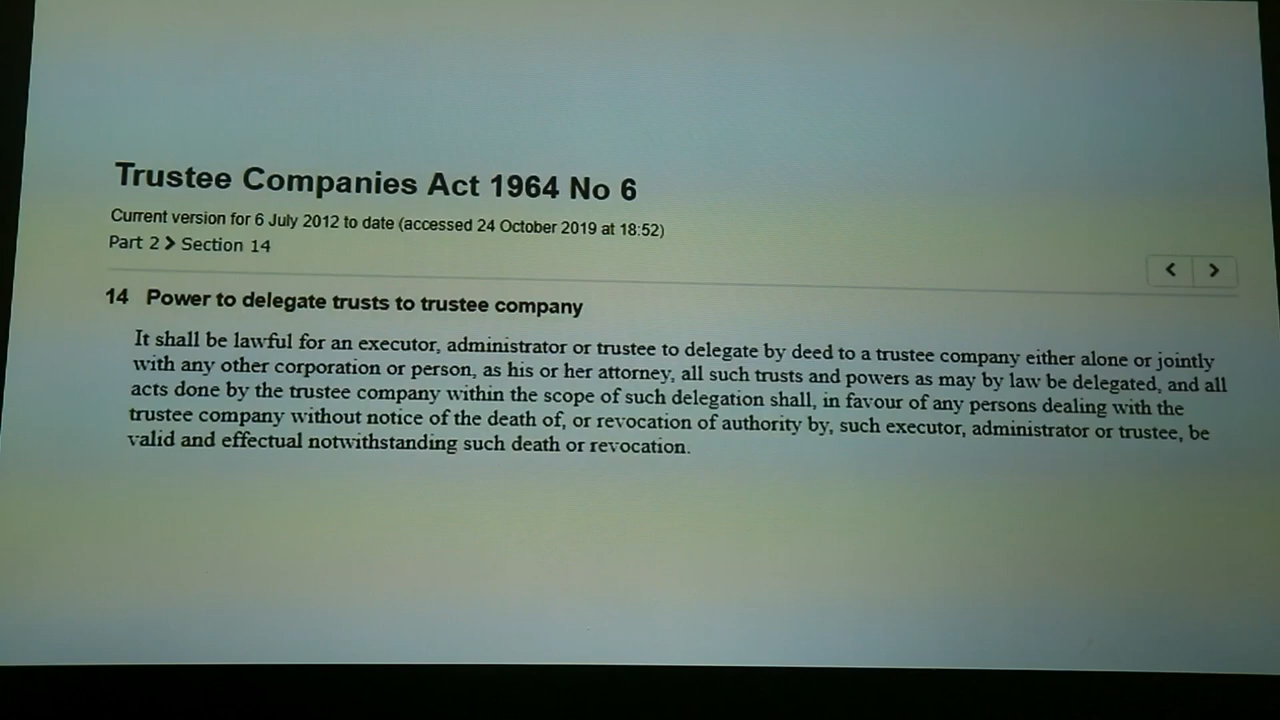 Trustee Companies Act 1964 No 6
Current version for 6 July 2012 to date (accessed 24 October 2019 at 18:52)
Part 2 > Section 14
14 Power to delegate trusts to trustee company
It shall be lawful for an executor, administrator or trustee to delegate by deed to a trustee company either alone or jointly
with any other corporation or person, as his or her attorney, all such trusts and powers as may by law be delegated, and all
acts done by the trustee company within the scope of such delegation shall, in favour of any persons dealing with the
trustee company without notice of the death of, or revocation of authority by, such executor, administrator or trustee, be
valid and effectual notwithstanding such death or revocation.